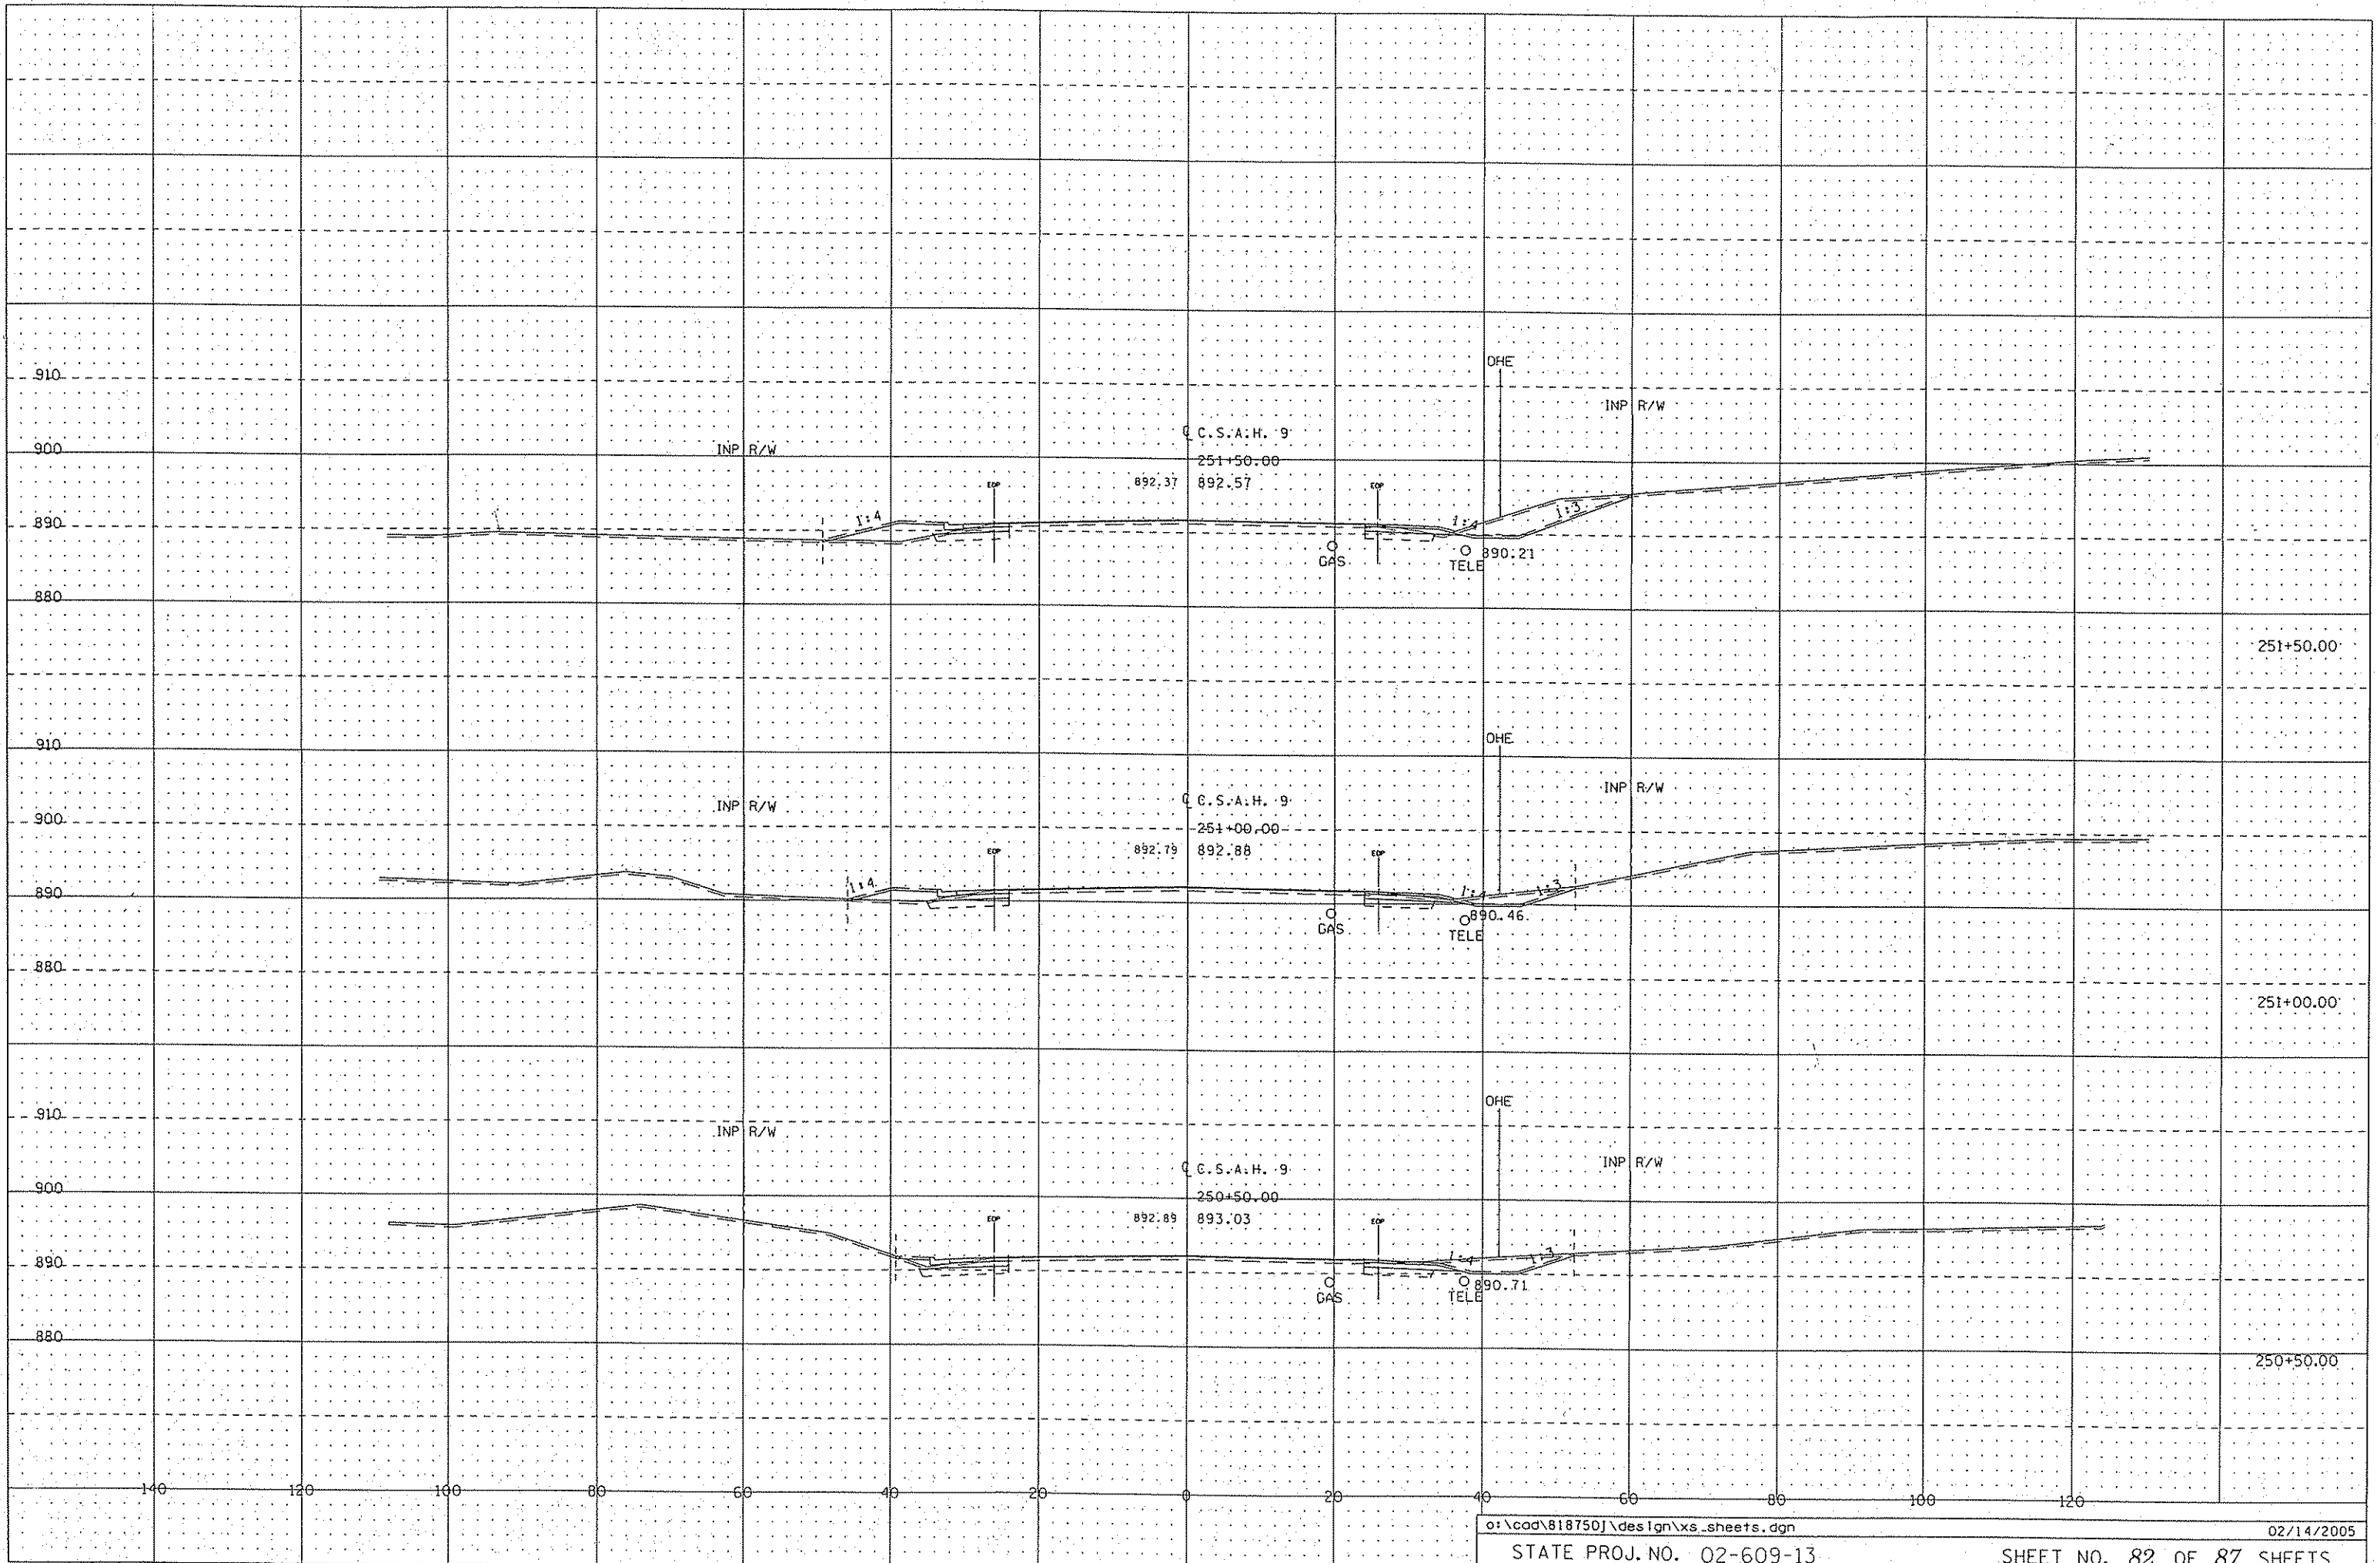 OHE
910
INP R/W
C.S.A.H. 9
900
INP R/W
251+50.00
892.37 892.57
EOP
EOP
890
1:4
1:4
1:3
GAS
TELE
890.21
880
251+50.00
910
OHE
INP R/W
INP R/W
C.S.A.H. 9
900
251+00.00
892.79 892.88
EOP
EOP
890
1:4
1:4
1:3
890.46
GAS
TELE
880
251+00.00
910
OHE
INP R/W
INP R/W
C.S.A.H. 9
900
250+50.00
892.89 893.03
EOP
EOP
890
1:4
1:3
890.71
GAS
TELE
880
250+50.00
140 120 100 80 60 40 20 0 20 40 60 80 100 120
o:\cad\818750j\design\xs_sheets.dgn 02/14/2005
STATE PROJ. NO. 02-609-13 SHEET NO. 82 OF 87 SHEETS